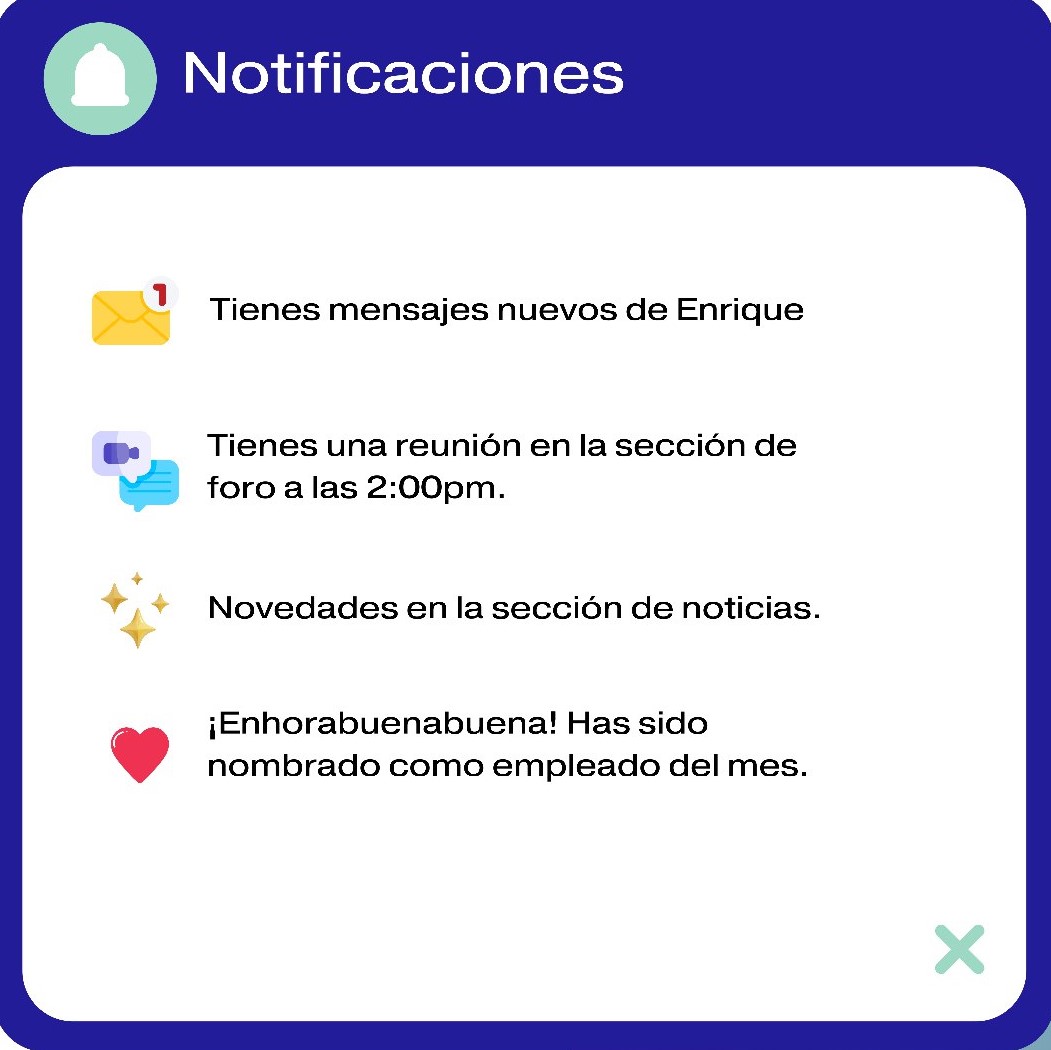 Notificaciones
1
Tienes mensajes nuevos de Enrique
Tienes una reunión en la sección de
foro a las 2:00pm.
Novedades en la sección de noticias.
¡Enhorabuenabuena! Has sido
nombrado como empleado del mes.